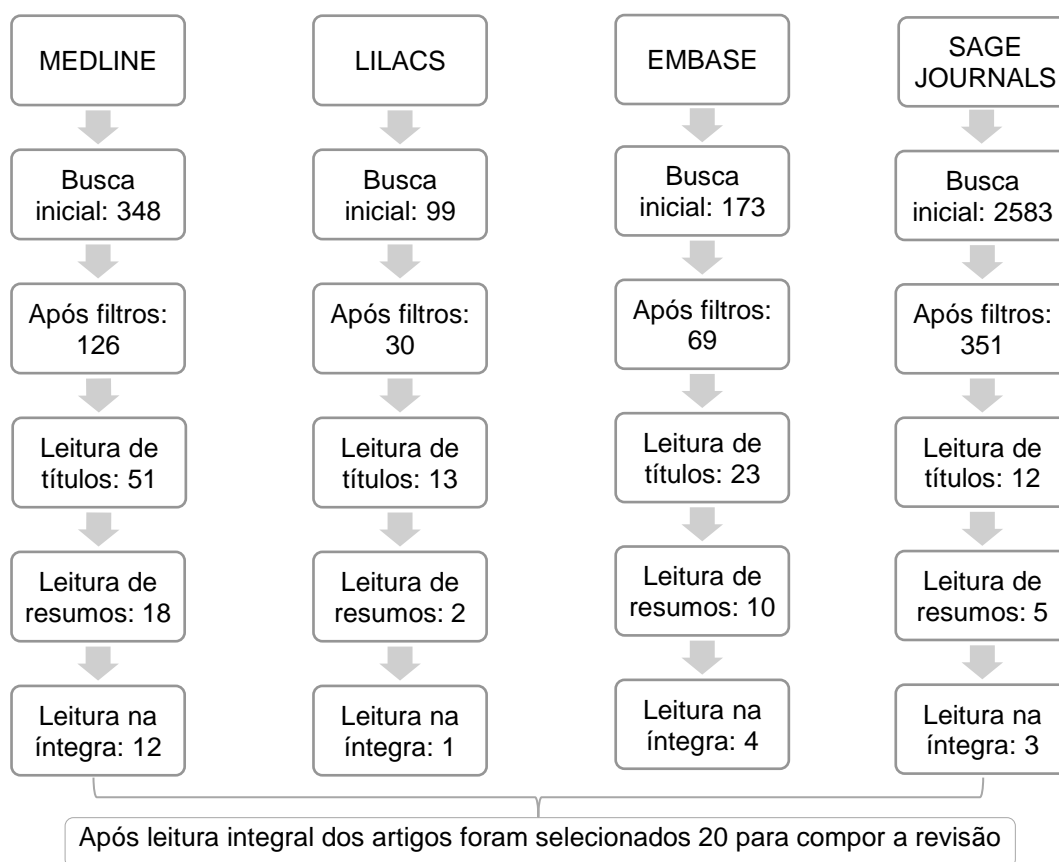 MEDLINE
LILACS
EMBASE
SAGE
JOURNALS
Busca
inicial: 348
Busca
inicial: 99
Busca
inicial: 173
Busca
inicial: 2583
Após filtros:
126
Após filtros:
30
Após filtros:
69
Após filtros:
351
Leitura de
títulos: 51
Leitura de
títulos: 13
Leitura de
títulos: 23
Leitura de
títulos: 12
Leitura de
resumos: 18
Leitura de
resumos: 2
Leitura de
resumos: 10
Leitura de
resumos: 5
Leitura na
íntegra: 12
Leitura na
íntegra: 1
Leitura na
íntegra: 4
Leitura na
íntegra: 3
Após leitura integral dos artigos foram selecionados 20 para compor a revisão